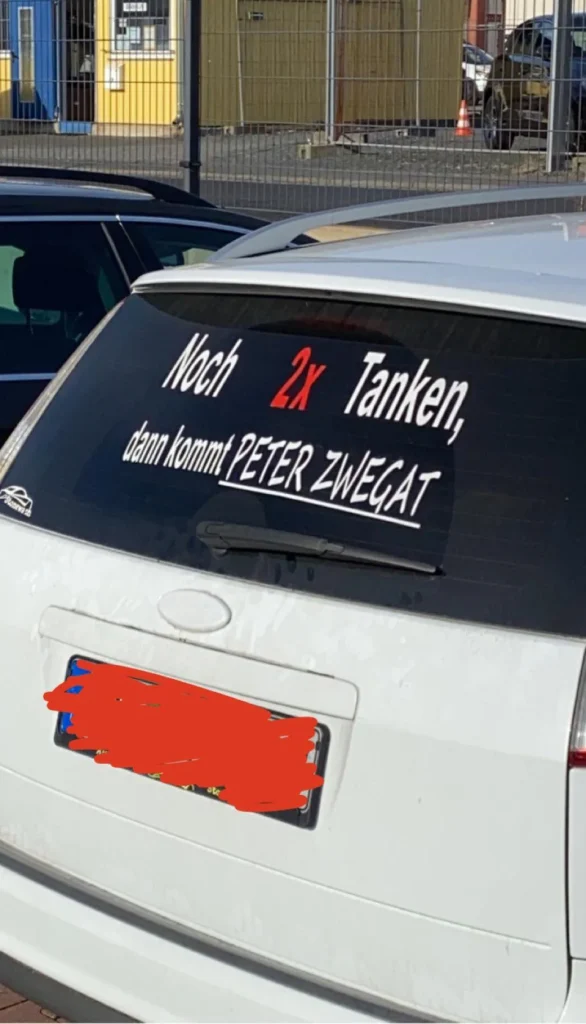 Noch 2x Tanken,
dann kommt PETER ZWEGAT